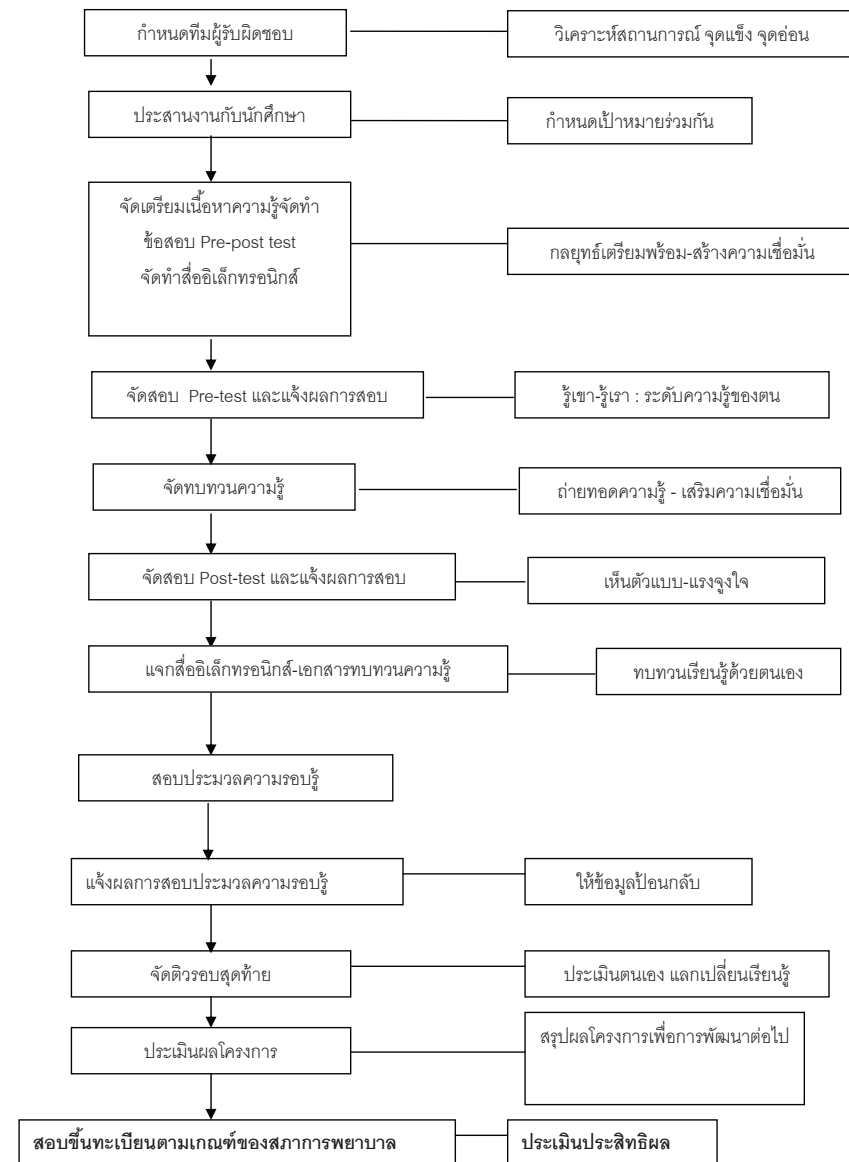 กำหนดทีมผู้รับผิดชอบ
วิเคราะห์สถานการณ์ จุดแข็ง จุดอ่อน
ประสานงานกับนักศึกษา
กำหนดเป้าหมายร่วมกัน
จัดเตรียมเนื้อหาความรู้จัดทำ
ข้อสอบ Pre-post test
จัดทำสื่ออิเล็กทรอนิกส์
กลยุทธ์เตรียมพร้อม-สร้างความเชื่อมั่น
จัดสอบ Pre-test และแจ้งผลการสอบ
รู้เขา-รู้เรา : ระดับความรู้ของตน
จัดทบทวนความรู้
ถ่ายทอดความรู้ - เสริมความเชื่อมั่น
จัดสอบ Post-test และแจ้งผลการสอบ
เห็นตัวแบบ-แรงจูงใจ
แจกสื่ออิเล็กทรอนิกส์-เอกสารทบทวนความรู้
ทบทวนเรียนรู้ด้วยตนเอง
สอบประมวลความรอบรู้
แจ้งผลการสอบประมวลความรอบรู้
ให้ข้อมูลป้อนกลับ
จัดติวรอบสุดท้าย
ประเมินตนเอง แลกเปลี่ยนเรียนรู้
ประเมินผลโครงการ
สรุปผลโครงการเพื่อการพัฒนาต่อไป
สอบขึ้นทะเบียนตามเกณฑ์ของสภาการพยาบาล
ประเมินประสิทธิผล